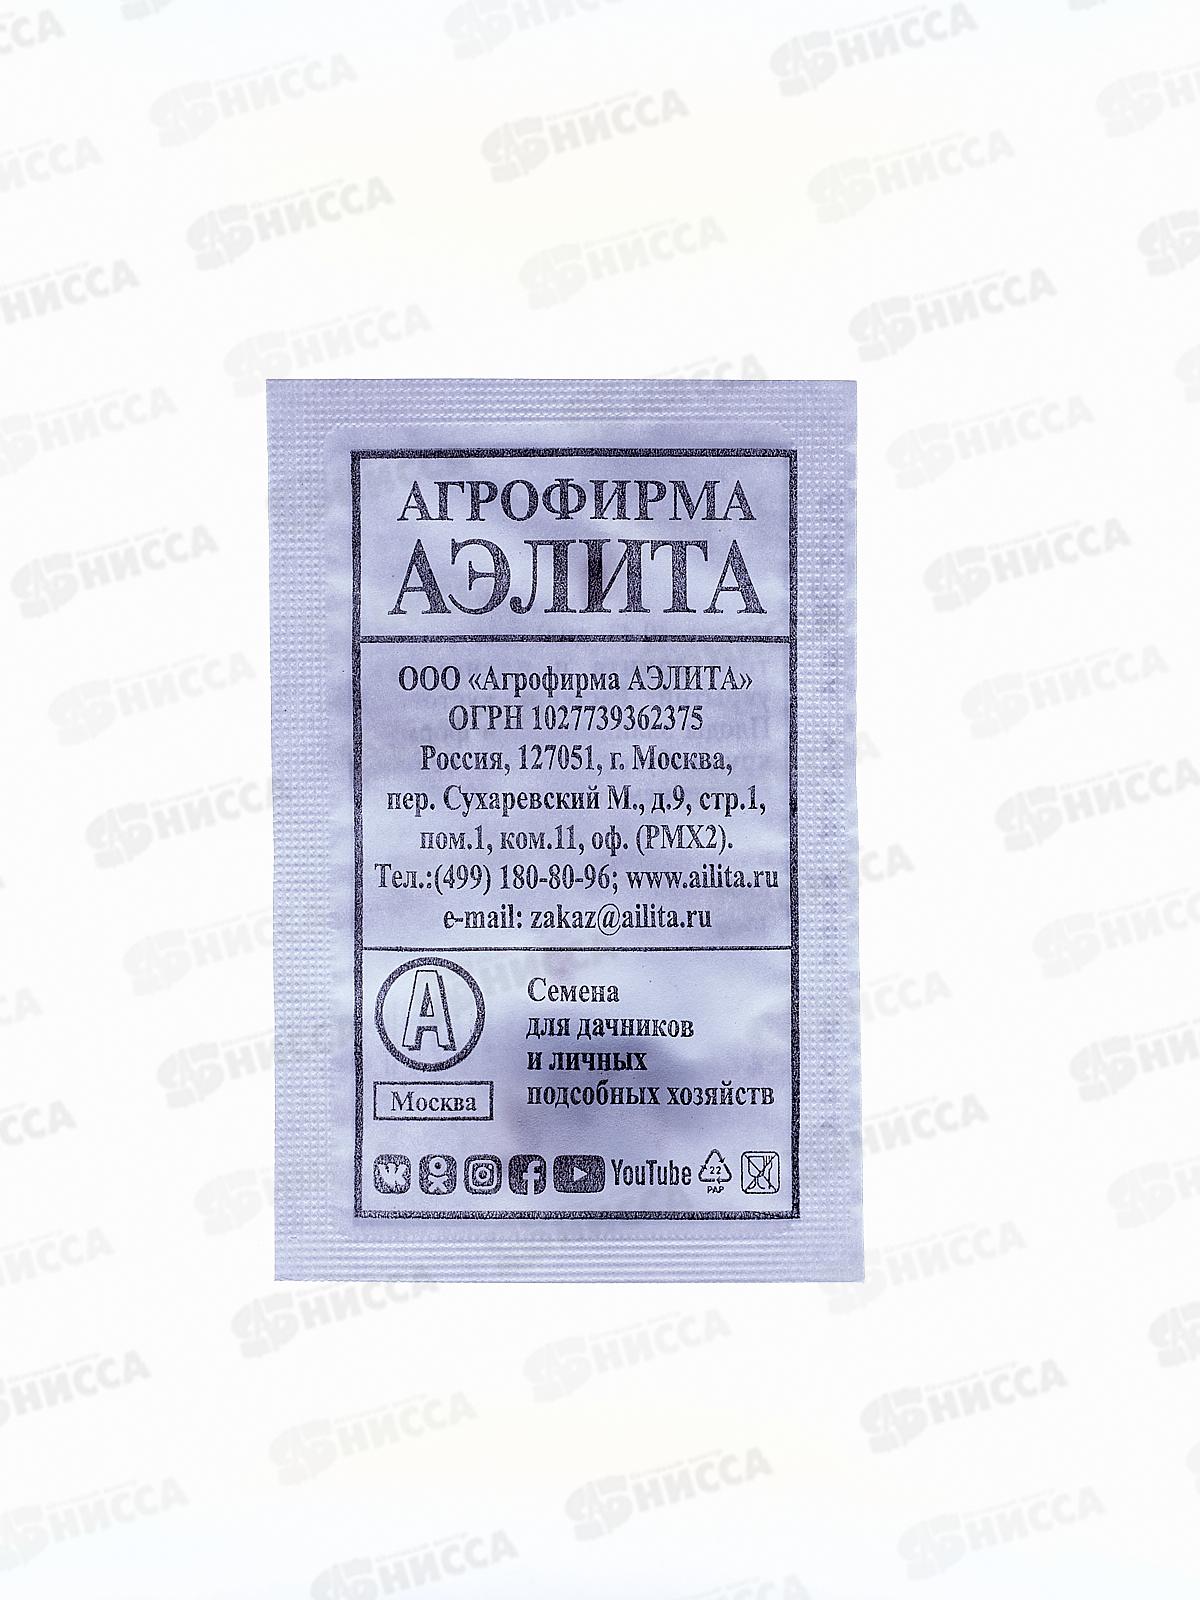 АГРОФИРМА
АЭЛИТА
ООО «Агрофирма АЭЛИТА»
ОГРН 1027739362375
Россия, 127051, г. Москва,
пер. Сухаревский М., д.9, стр.1,
пом.1, ком.11, оф. (РМХ2).
Тел.:(499) 180-80-96; www.ailita.ru
e-mail: zakaz@ailita.ru
А
Москва
Семена
для дачников
и личных
подсобных хозяйств
YouTube
22
PAP